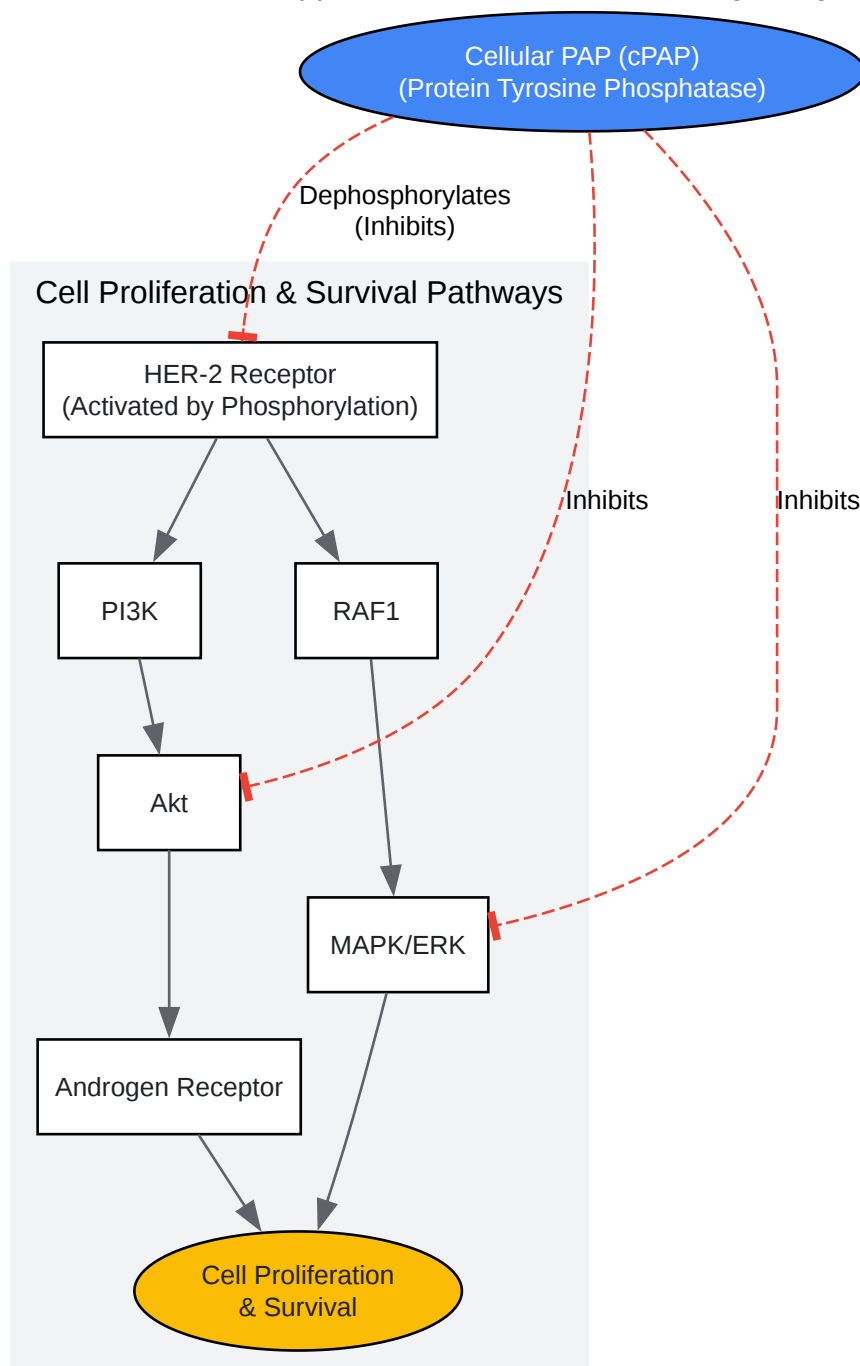 Cellular PAP (cPAP)
(Protein Tyrosine Phosphatase)
Dephosphorylates
(Inhibits)
Cell Proliferation & Survival Pathways
HER-2 Receptor
(Activated by Phosphorylation)
Inhibits
Inhibits
PI3K
RAF1
Akt
MAPK/ERK
Androgen Receptor
Cell Proliferation
& Survival